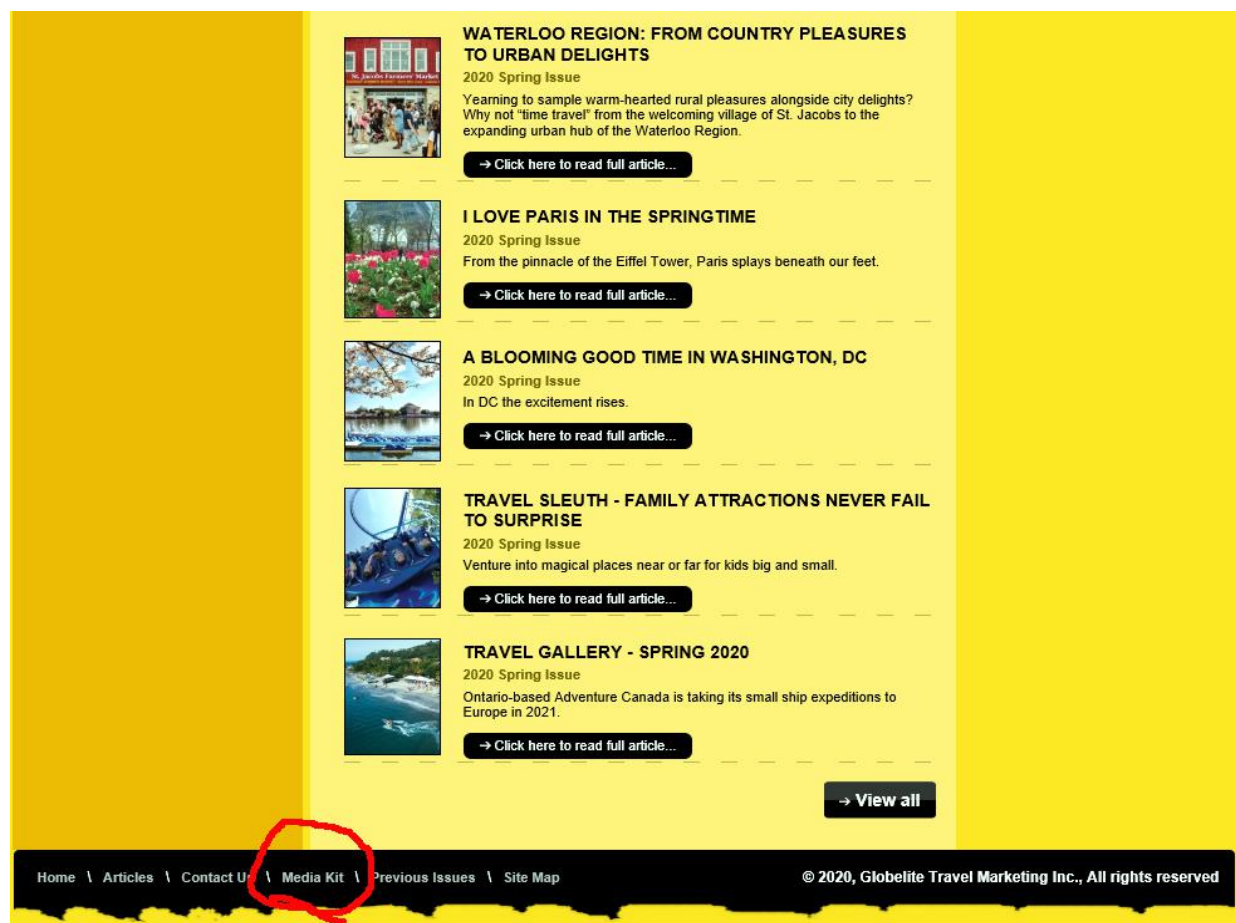 WATERLOO REGION: FROM COUNTRY PLEASURES
TO URBAN DELIGHTS
2020 Spring Issue
Yearning to sample warm-hearted rural pleasures alongside city delights?
Why not “time travel” from the welcoming village of St. Jacobs to the
expanding urban hub of the Waterloo Region.
St. Jacobs Farmers' Market
→ Click here to read full article...
I LOVE PARIS IN THE SPRINGTIME
2020 Spring Issue
From the pinnacle of the Eiffel Tower, Paris splays beneath our feet.
→ Click here to read full article...
A BLOOMING GOOD TIME IN WASHINGTON, DC
2020 Spring Issue
In DC the excitement rises.
→ Click here to read full article...
TRAVEL SLEUTH - FAMILY ATTRACTIONS NEVER FAIL
TO SURPRISE
2020 Spring Issue
Venture into magical places near or far for kids big and small.
→ Click here to read full article...
TRAVEL GALLERY - SPRING 2020
2020 Spring Issue
Ontario-based Adventure Canada is taking its small ship expeditions to
Europe in 2021.
→ Click here to read full article...
→ View all
Home \ Articles \ Contact Us \ Media Kit \ Previous Issues \ Site Map © 2020, Globelite Travel Marketing Inc., All rights reserved